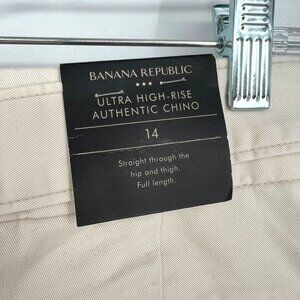 BANANA REPUBLIC
ULTRA HIGH-RISE
AUTHENTIC CHINO
14
Straight through the
hip and thigh.
Full length.